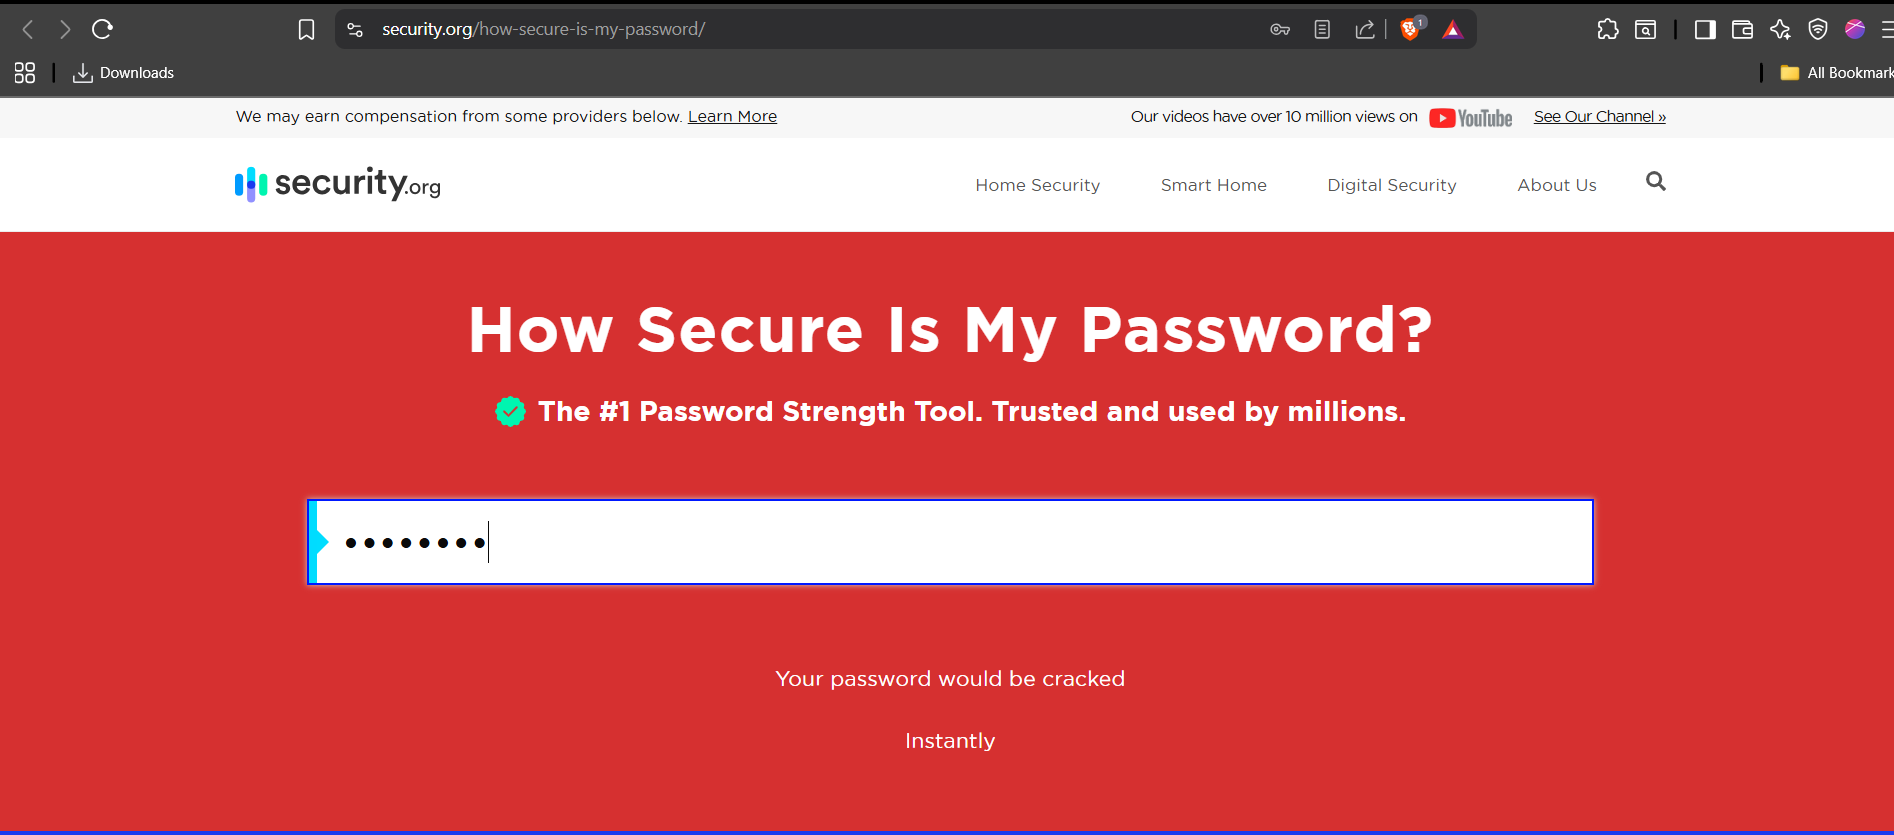 security.org/how-secure-is-my-password/
1
Downloads
All Bookmark
We may earn compensation from some providers below. Learn More
Our videos have over 10 million views on YouTube See Our Channel »
security.org
Home Security Smart Home Digital Security About Us
How Secure Is My Password?
The #1 Password Strength Tool. Trusted and used by millions.
••••••••
Your password would be cracked
Instantly